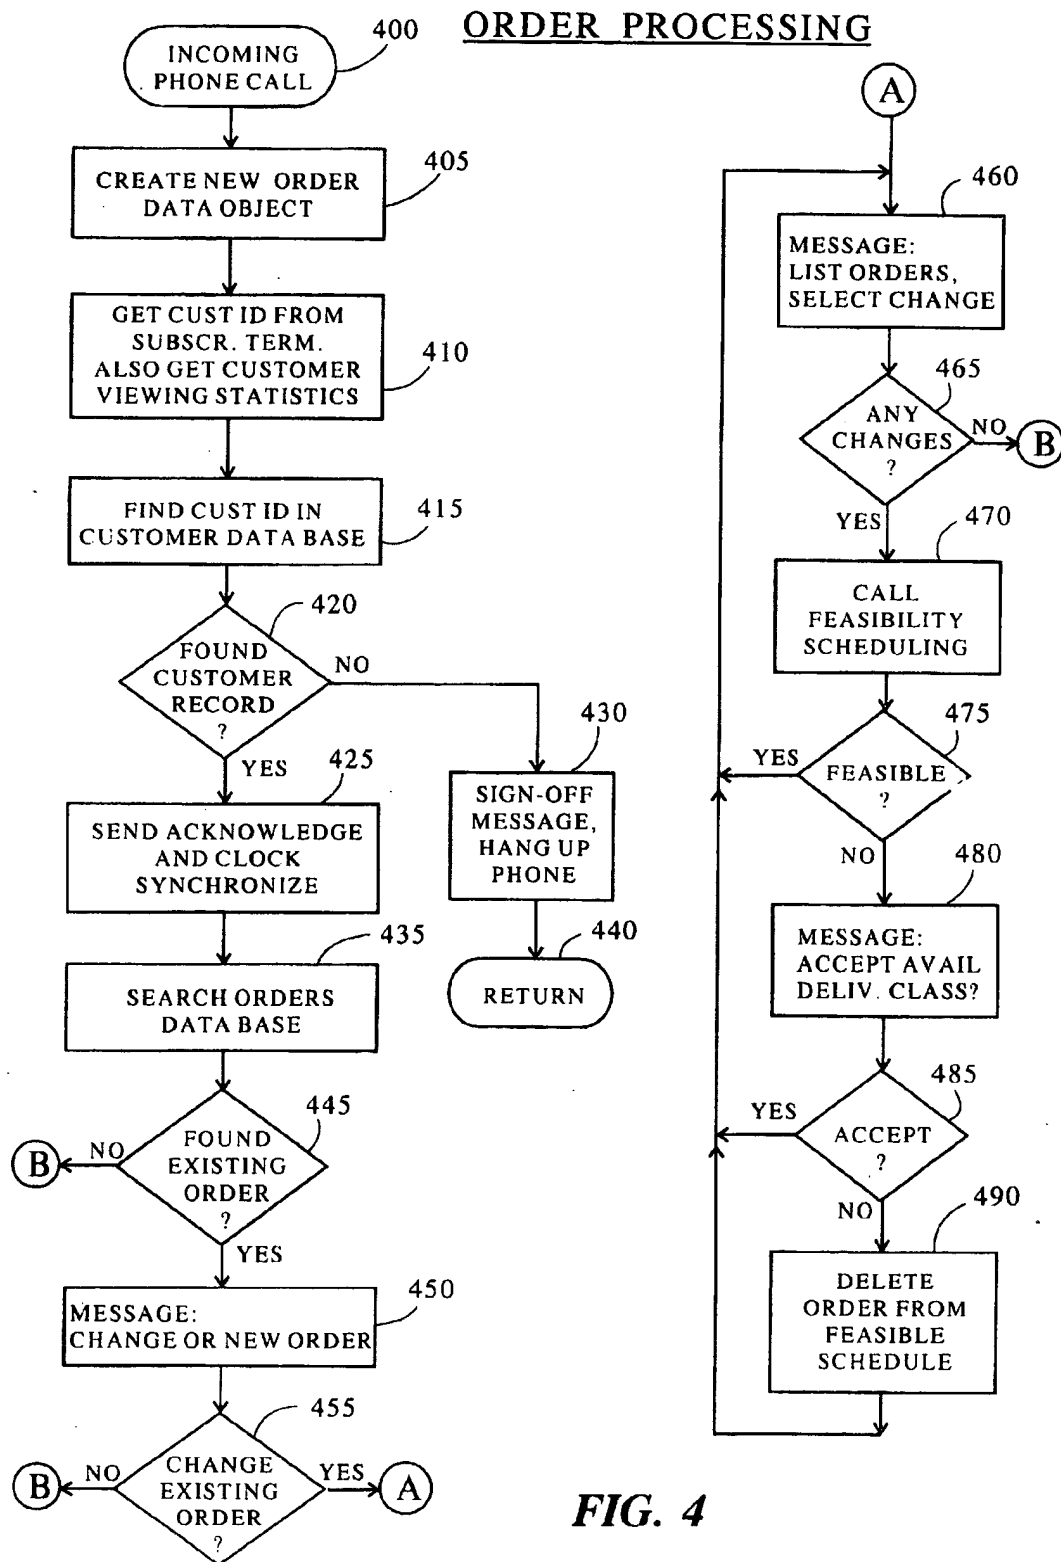 ORDER PROCESSING
400
INCOMING
PHONE CALL
405
CREATE NEW ORDER
DATA OBJECT
GET CUST ID FROM
SUBSCR. TERM.
ALSO GET CUSTOMER
VIEWING STATISTICS
410
FIND CUST ID IN
CUSTOMER DATA BASE
415
420
FOUND
CUSTOMER
RECORD
?
NO
YES
425
SEND ACKNOWLEDGE
AND CLOCK
SYNCHRONIZE
430
SIGN-OFF
MESSAGE,
HANG UP
PHONE
440
RETURN
435
SEARCH ORDERS
DATA BASE
445
FOUND
EXISTING
ORDER
?
NO
B
YES
450
MESSAGE:
CHANGE OR NEW ORDER
455
CHANGE
EXISTING
ORDER
?
NO
B
YES
A
A
460
MESSAGE:
LIST ORDERS,
SELECT CHANGE
465
ANY
CHANGES
?
NO
B
YES
470
CALL
FEASIBILITY
SCHEDULING
475
FEASIBLE
?
YES
NO
480
MESSAGE:
ACCEPT AVAIL
DELIV. CLASS?
485
ACCEPT
?
YES
NO
490
DELETE
ORDER FROM
FEASIBLE
SCHEDULE
FIG. 4